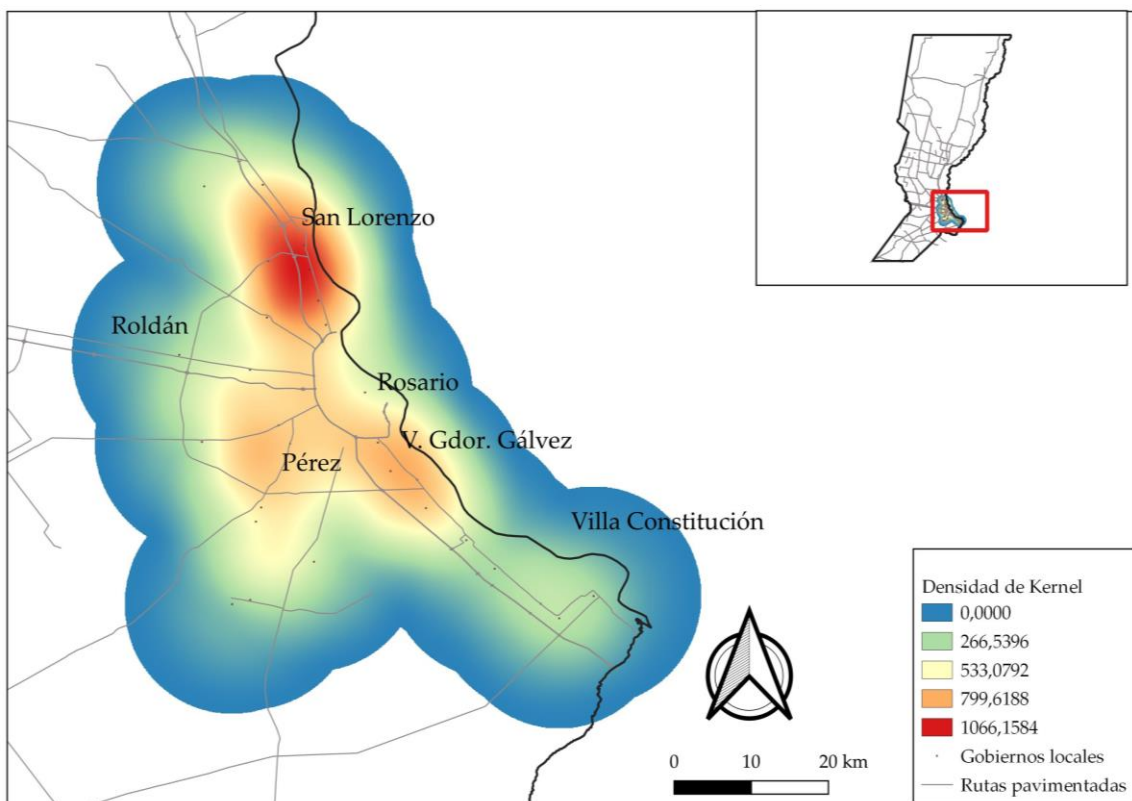 San Lorenzo
Roldán
Rosario
V. Gdor. Gálvez
Pérez
Villa Constitución
Densidad de Kernel
0,0000
266,5396
533,0792
799,6188
1066,1584
Gobiernos locales
Rutas pavimentadas
0 10 20 km